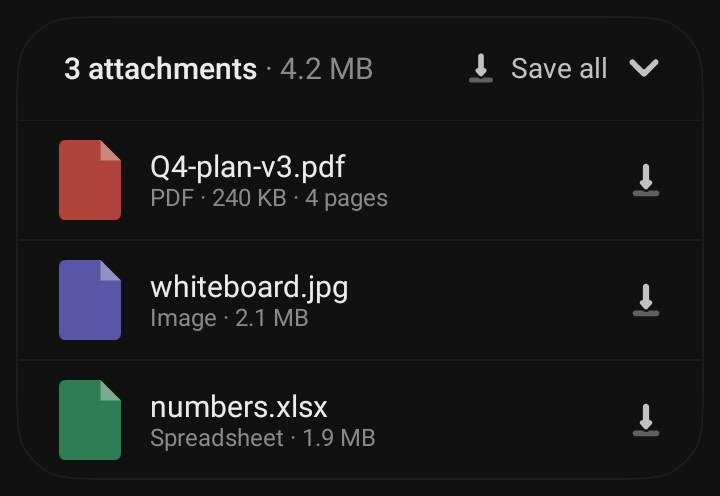 3 attachments · 4.2 MB Save all
Q4-plan-v3.pdf
PDF · 240 KB · 4 pages
whiteboard.jpg
Image · 2.1 MB
numbers.xlsx
Spreadsheet · 1.9 MB